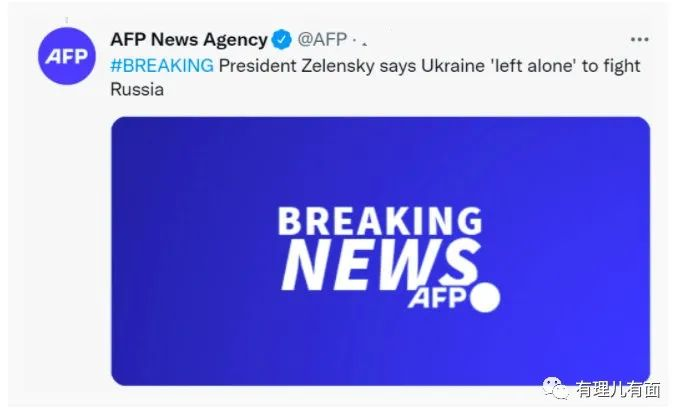 AFP
AFP News Agency @AFP ·
#BREAKING President Zelensky says Ukraine 'left alone' to fight
Russia
BREAKING
NEWS
AFP
有理儿有面